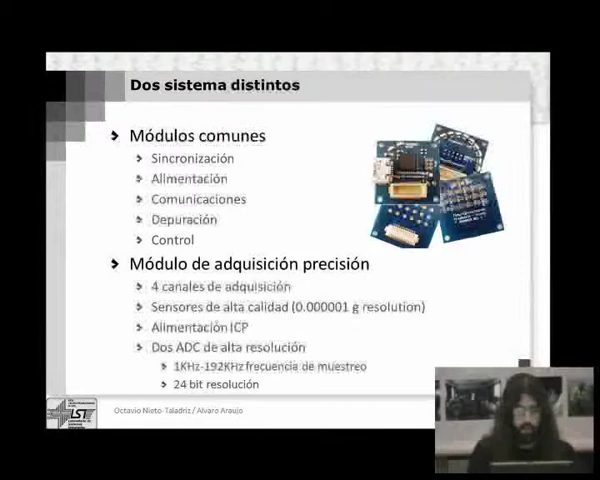 Dos sistema distintos
Módulos comunes
Sincronización
Alimentación
Comunicaciones
Depuración
Control
Módulo de adquisición precisión
4 canales de adquisición
Sensores de alta calidad (0.000001 g resolution)
Alimentación ICP
Dos ADC de alta resolución
1KHz-192KHz frecuencia de muestreo
24 bit resolución
LST
Octavio Nieto-Taladriz / Alvaro Araujo